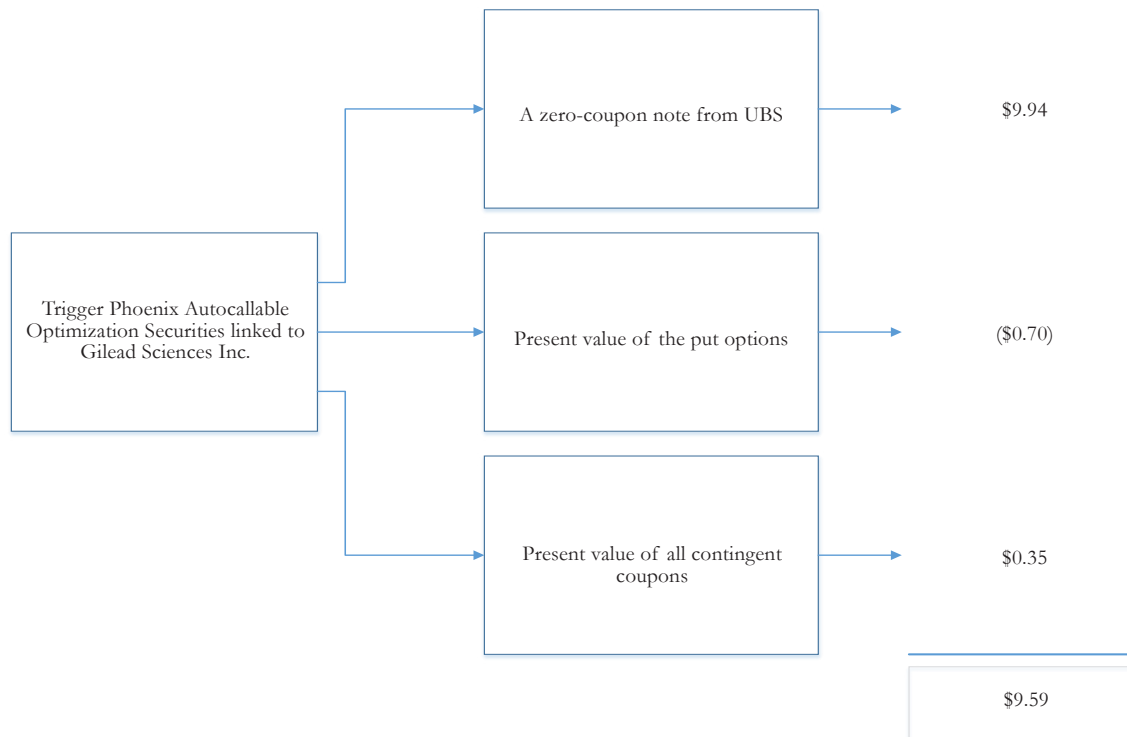 A zero-coupon note from UBS
$9.94
Trigger Phoenix Autocallable
Optimization Securities linked to
Gilead Sciences Inc.
Present value of the put options
($0.70)
Present value of all contingent
coupons
$0.35
$9.59